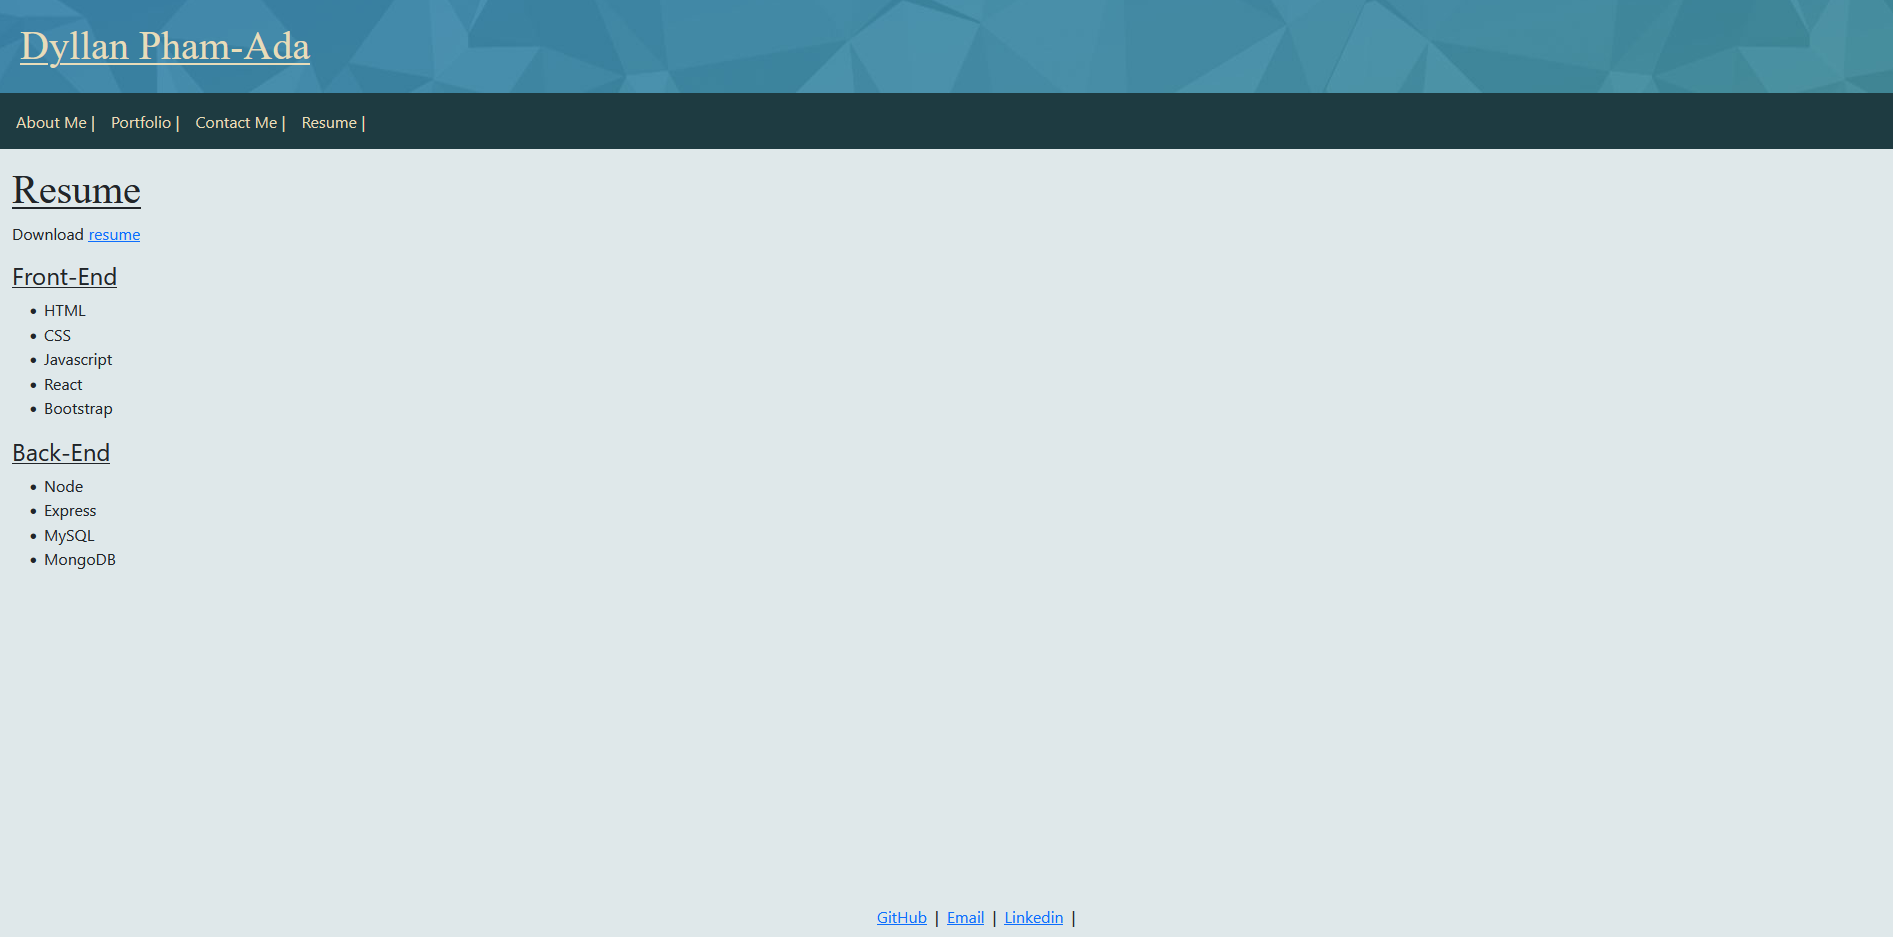 Dyllan Pham-Ada
About Me | Portfolio | Contact Me | Resume |
Resume
Download resume
Front-End
• HTML
• CSS
• Javascript
• React
• Bootstrap
Back-End
• Node
• Express
• MySQL
• MongoDB
GitHub | Email | Linkedin |